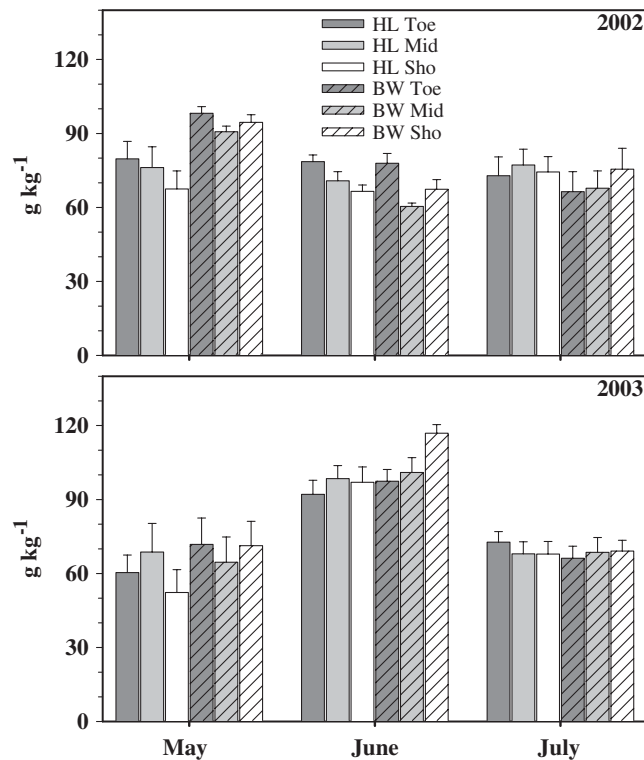 2002
HL Toe
HL Mid
HL Sho
BW Toe
BW Mid
BW Sho
120
90
60
30
0
g kg-1
2003
120
90
60
30
0
g kg-1
May June July